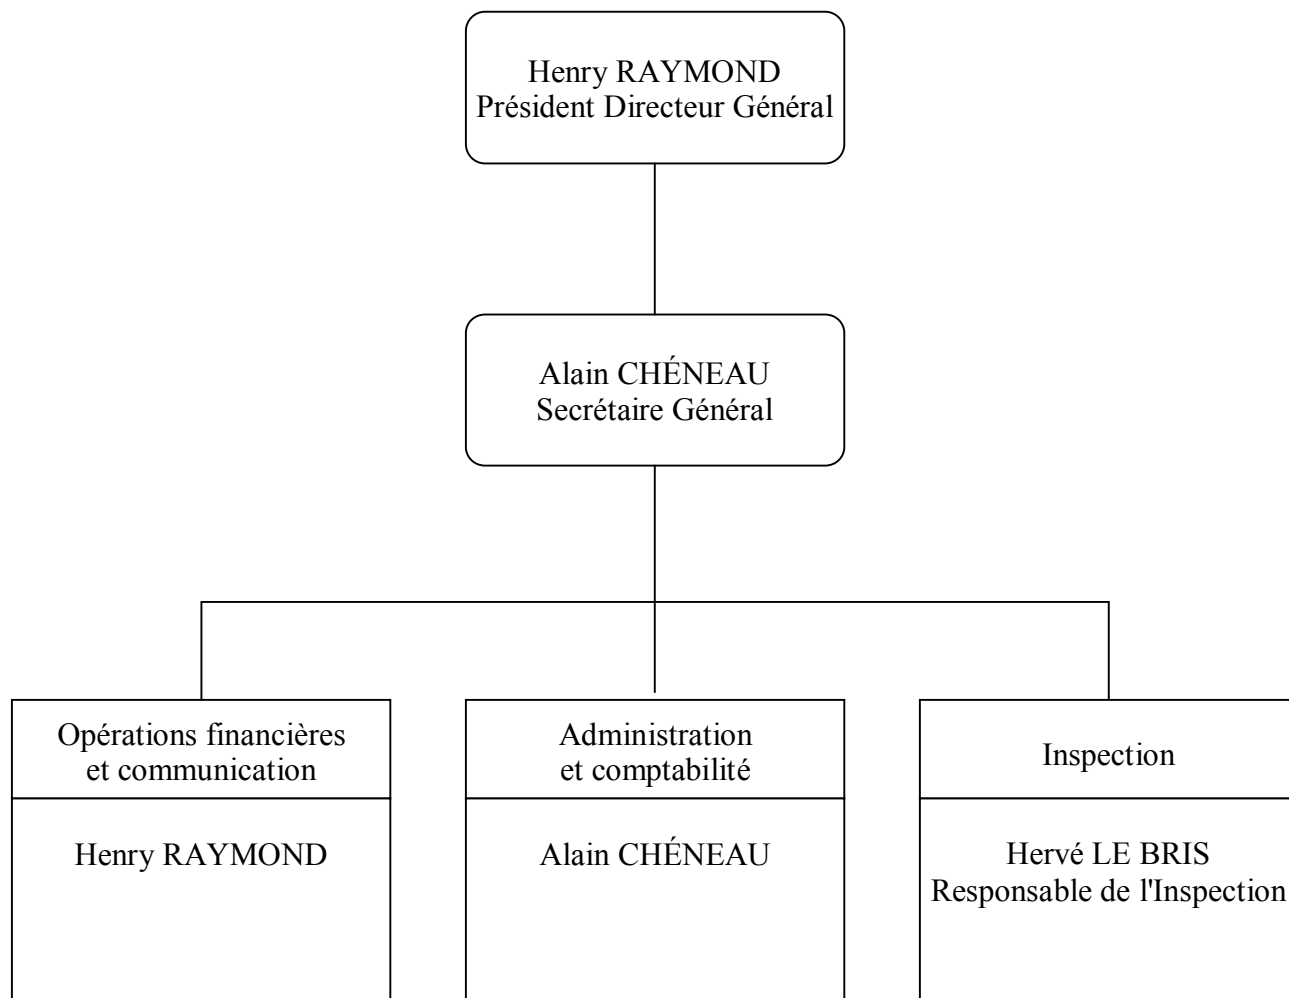 Henry RAYMOND
Président Directeur Général
Alain CHÉNEAU
Secrétaire Général
Opérations financières
et communication
Administration
et comptabilité
Inspection
Henry RAYMOND
Alain CHÉNEAU
Hervé LE BRIS
Responsable de l'Inspection